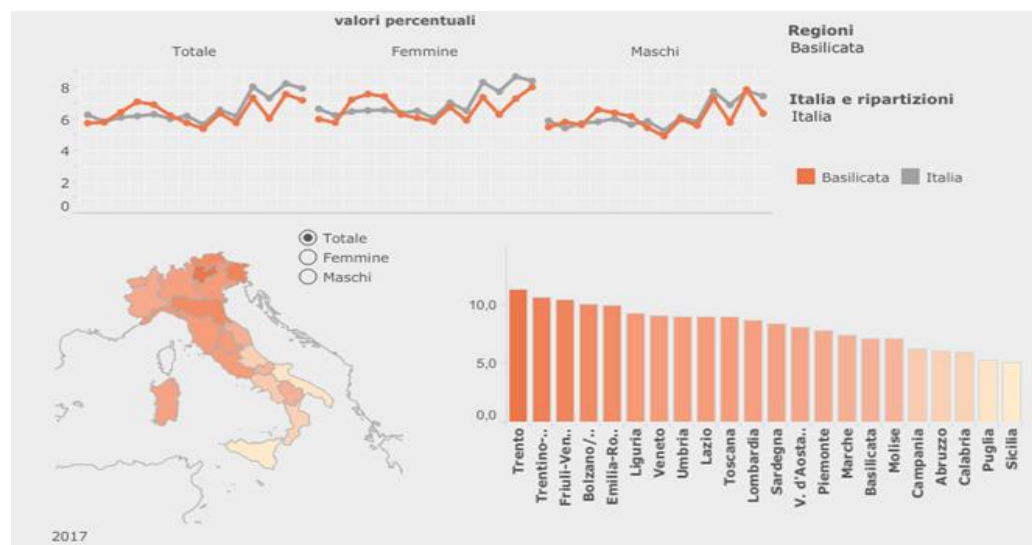 valori percentuali
Totale
Femmine
Maschi
8
6
4
2
0
Regioni
Basilicata
Italia e ripartizioni
Italia
Basilicata
Italia
Totale
Femmine
Maschi
10,0
5,0
0,0
Trento
Trentino-..
Friuli-Ven..
Bolzano/..
Emilia-Ro..
Liguria
Veneto
Umbria
Lazio
Toscana
Lombardia
Sardegna
V. d'Aosta..
Piemonte
Marche
Basilicata
Molise
Campania
Abruzzo
Calabria
Puglia
Sicilia
2017